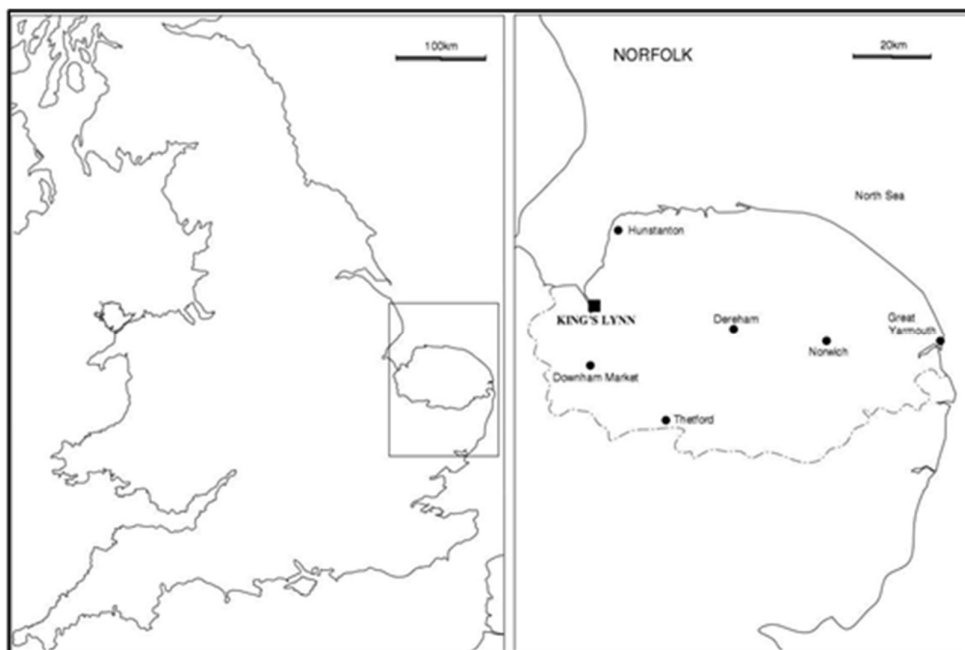 100km
NORFOLK
20km
North Sea
Hunstanton
KING'S LYNN
Dereham
Great
Yarmouth
Norwich
Downham Market
Thetford